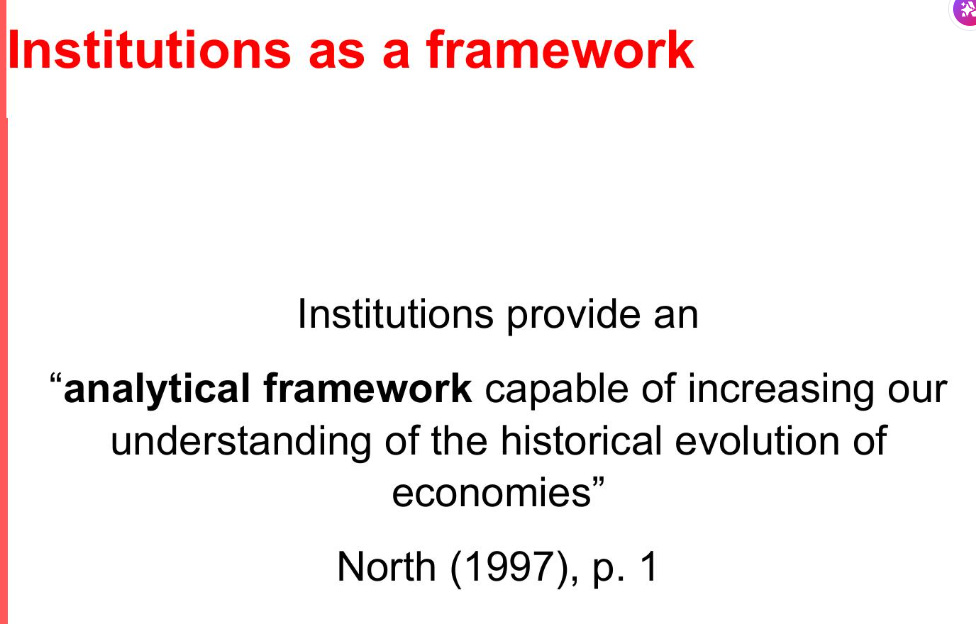 Institutions as a framework
Institutions provide an
“analytical framework capable of increasing our
understanding of the historical evolution of
economies”
North (1997), p. 1